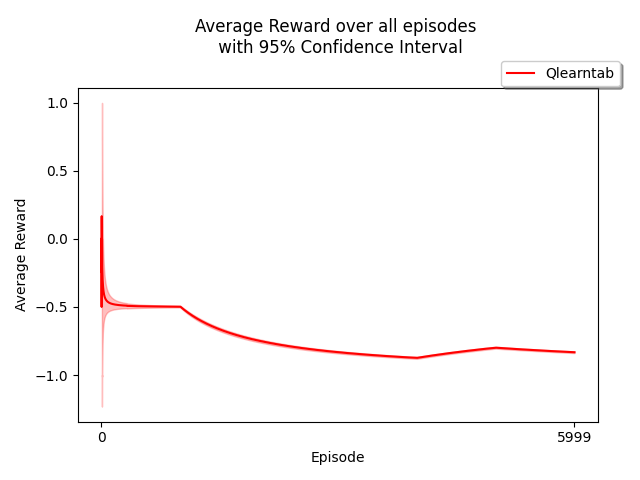 Average Reward over all episodes
with 95% Confidence Interval
Qlearntab
1.0
0.5
0.0
−0.5
−1.0
Average Reward
0
5999
Episode